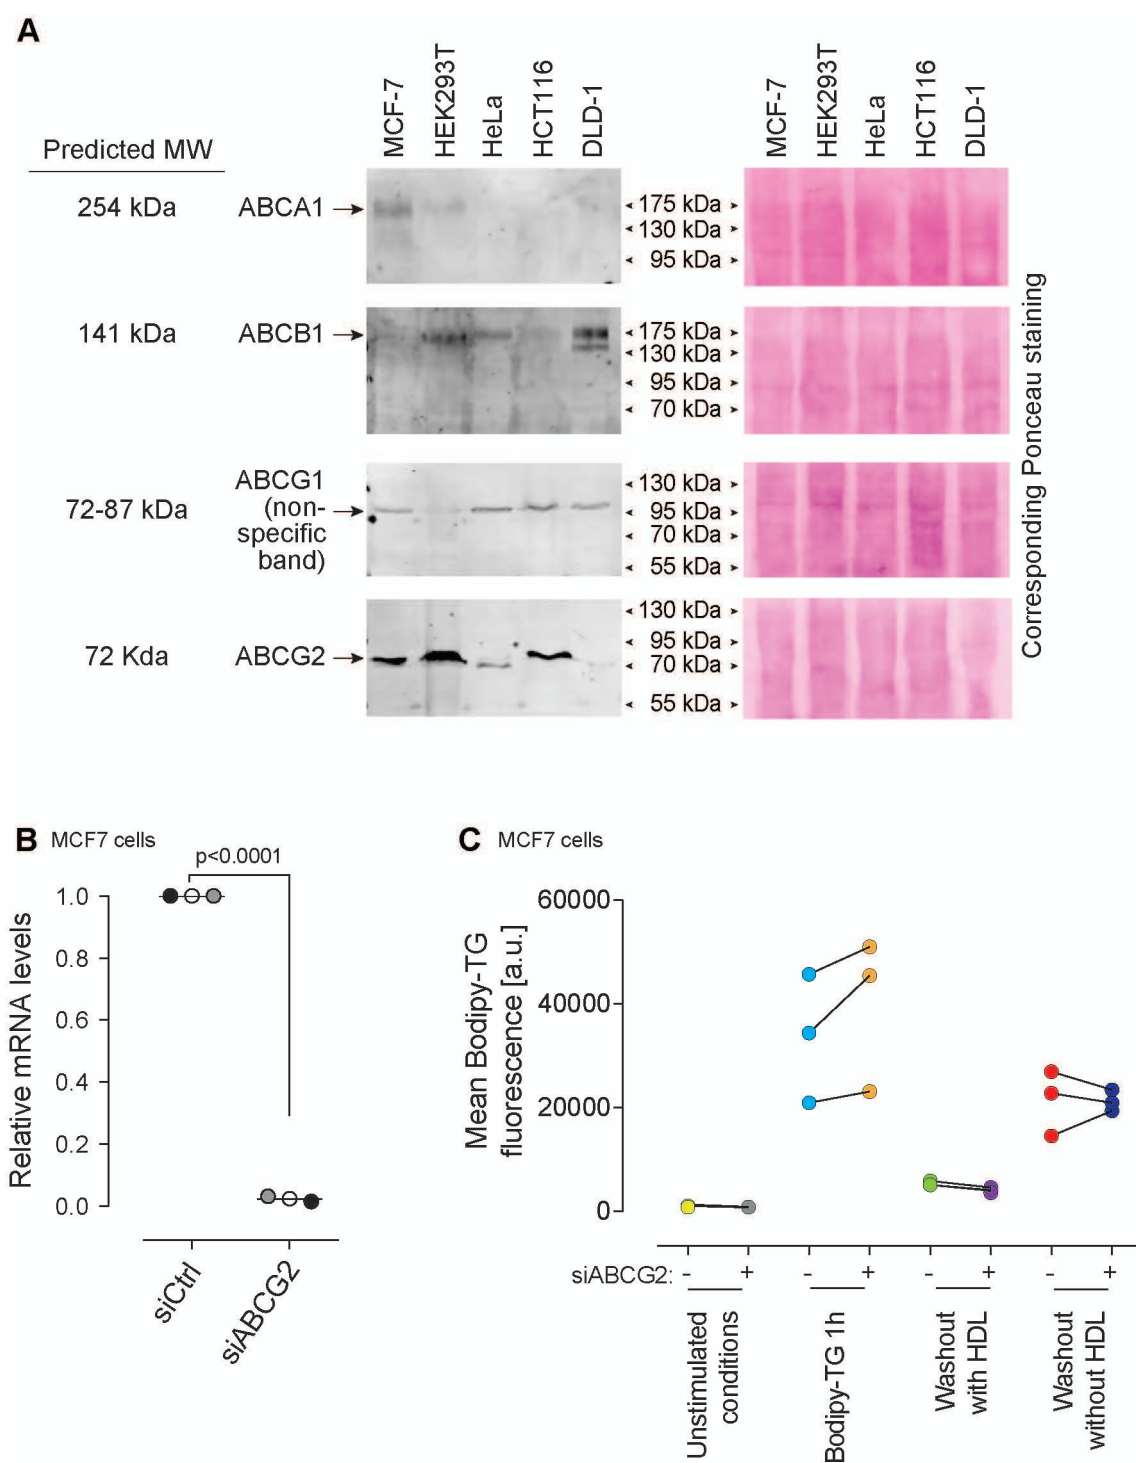 A
MCF-7
HEK293T
HeLa
HCT116
DLD-1
MCF-7
HEK293T
HeLa
HCT116
DLD-1
Predicted MW
254 kDa
ABCA1
175 kDa
130 kDa
95 kDa
141 kDa
ABCB1
175 kDa
130 kDa
95 kDa
70 kDa
72-87 kDa
ABCG1
(non-
specific
band)
130 kDa
95 kDa
70 kDa
55 kDa
72 Kda
ABCG2
130 kDa
95 kDa
70 kDa
55 kDa
Corresponding Ponceau staining
B MCF7 cells
p<0.0001
Relative mRNA levels
1.0
0.8
0.6
0.4
0.2
0.0
siCtrl
siABCG2
C MCF7 cells
Mean Bodipy-TG
fluorescence [a.u.]
60000
40000
20000
0
siABCG2: - + - + - + - +
Unstimulated
conditions
Bodipy-TG 1h
Washout
with HDL
Washout
without HDL